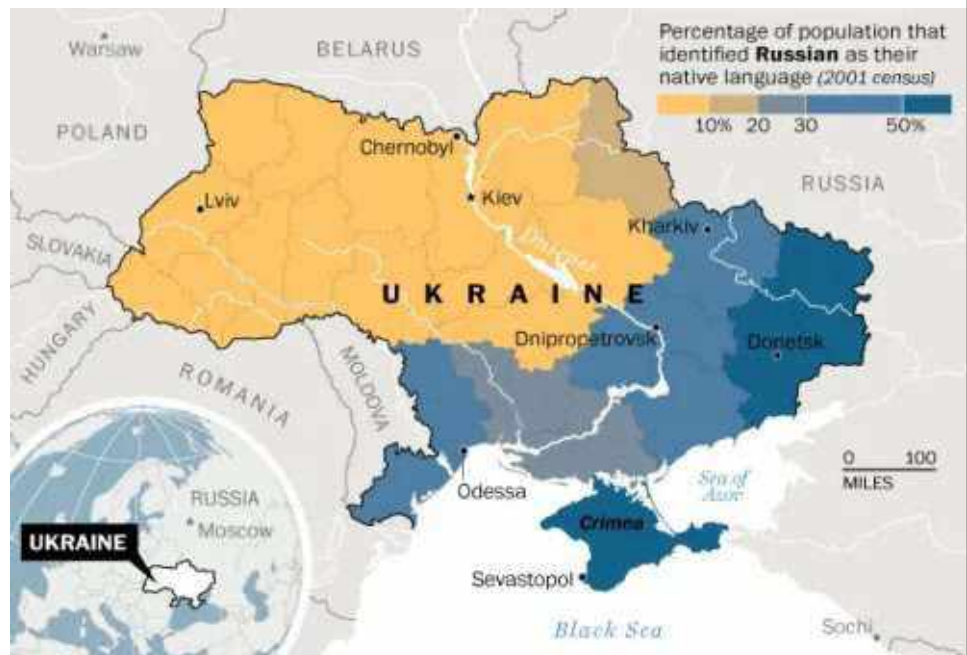 Percentage of population that
identified Russian as their
native language (2001 census)
10% 20 30 50%
Warsaw
BELARUS
POLAND
Chernobyl
RUSSIA
Lviv
Kiev
Kharkiv
SLOVAKIA
Dnieper
UKRAINE
HUNGARY
Dnipropetrovsk
Donetsk
MOLDOVA
ROMANIA
0 100
MILES
Sea of
Azov
Odessa
RUSSIA
Moscow
UKRAINE
Crimea
Sevastopol
Black Sea
Sochi